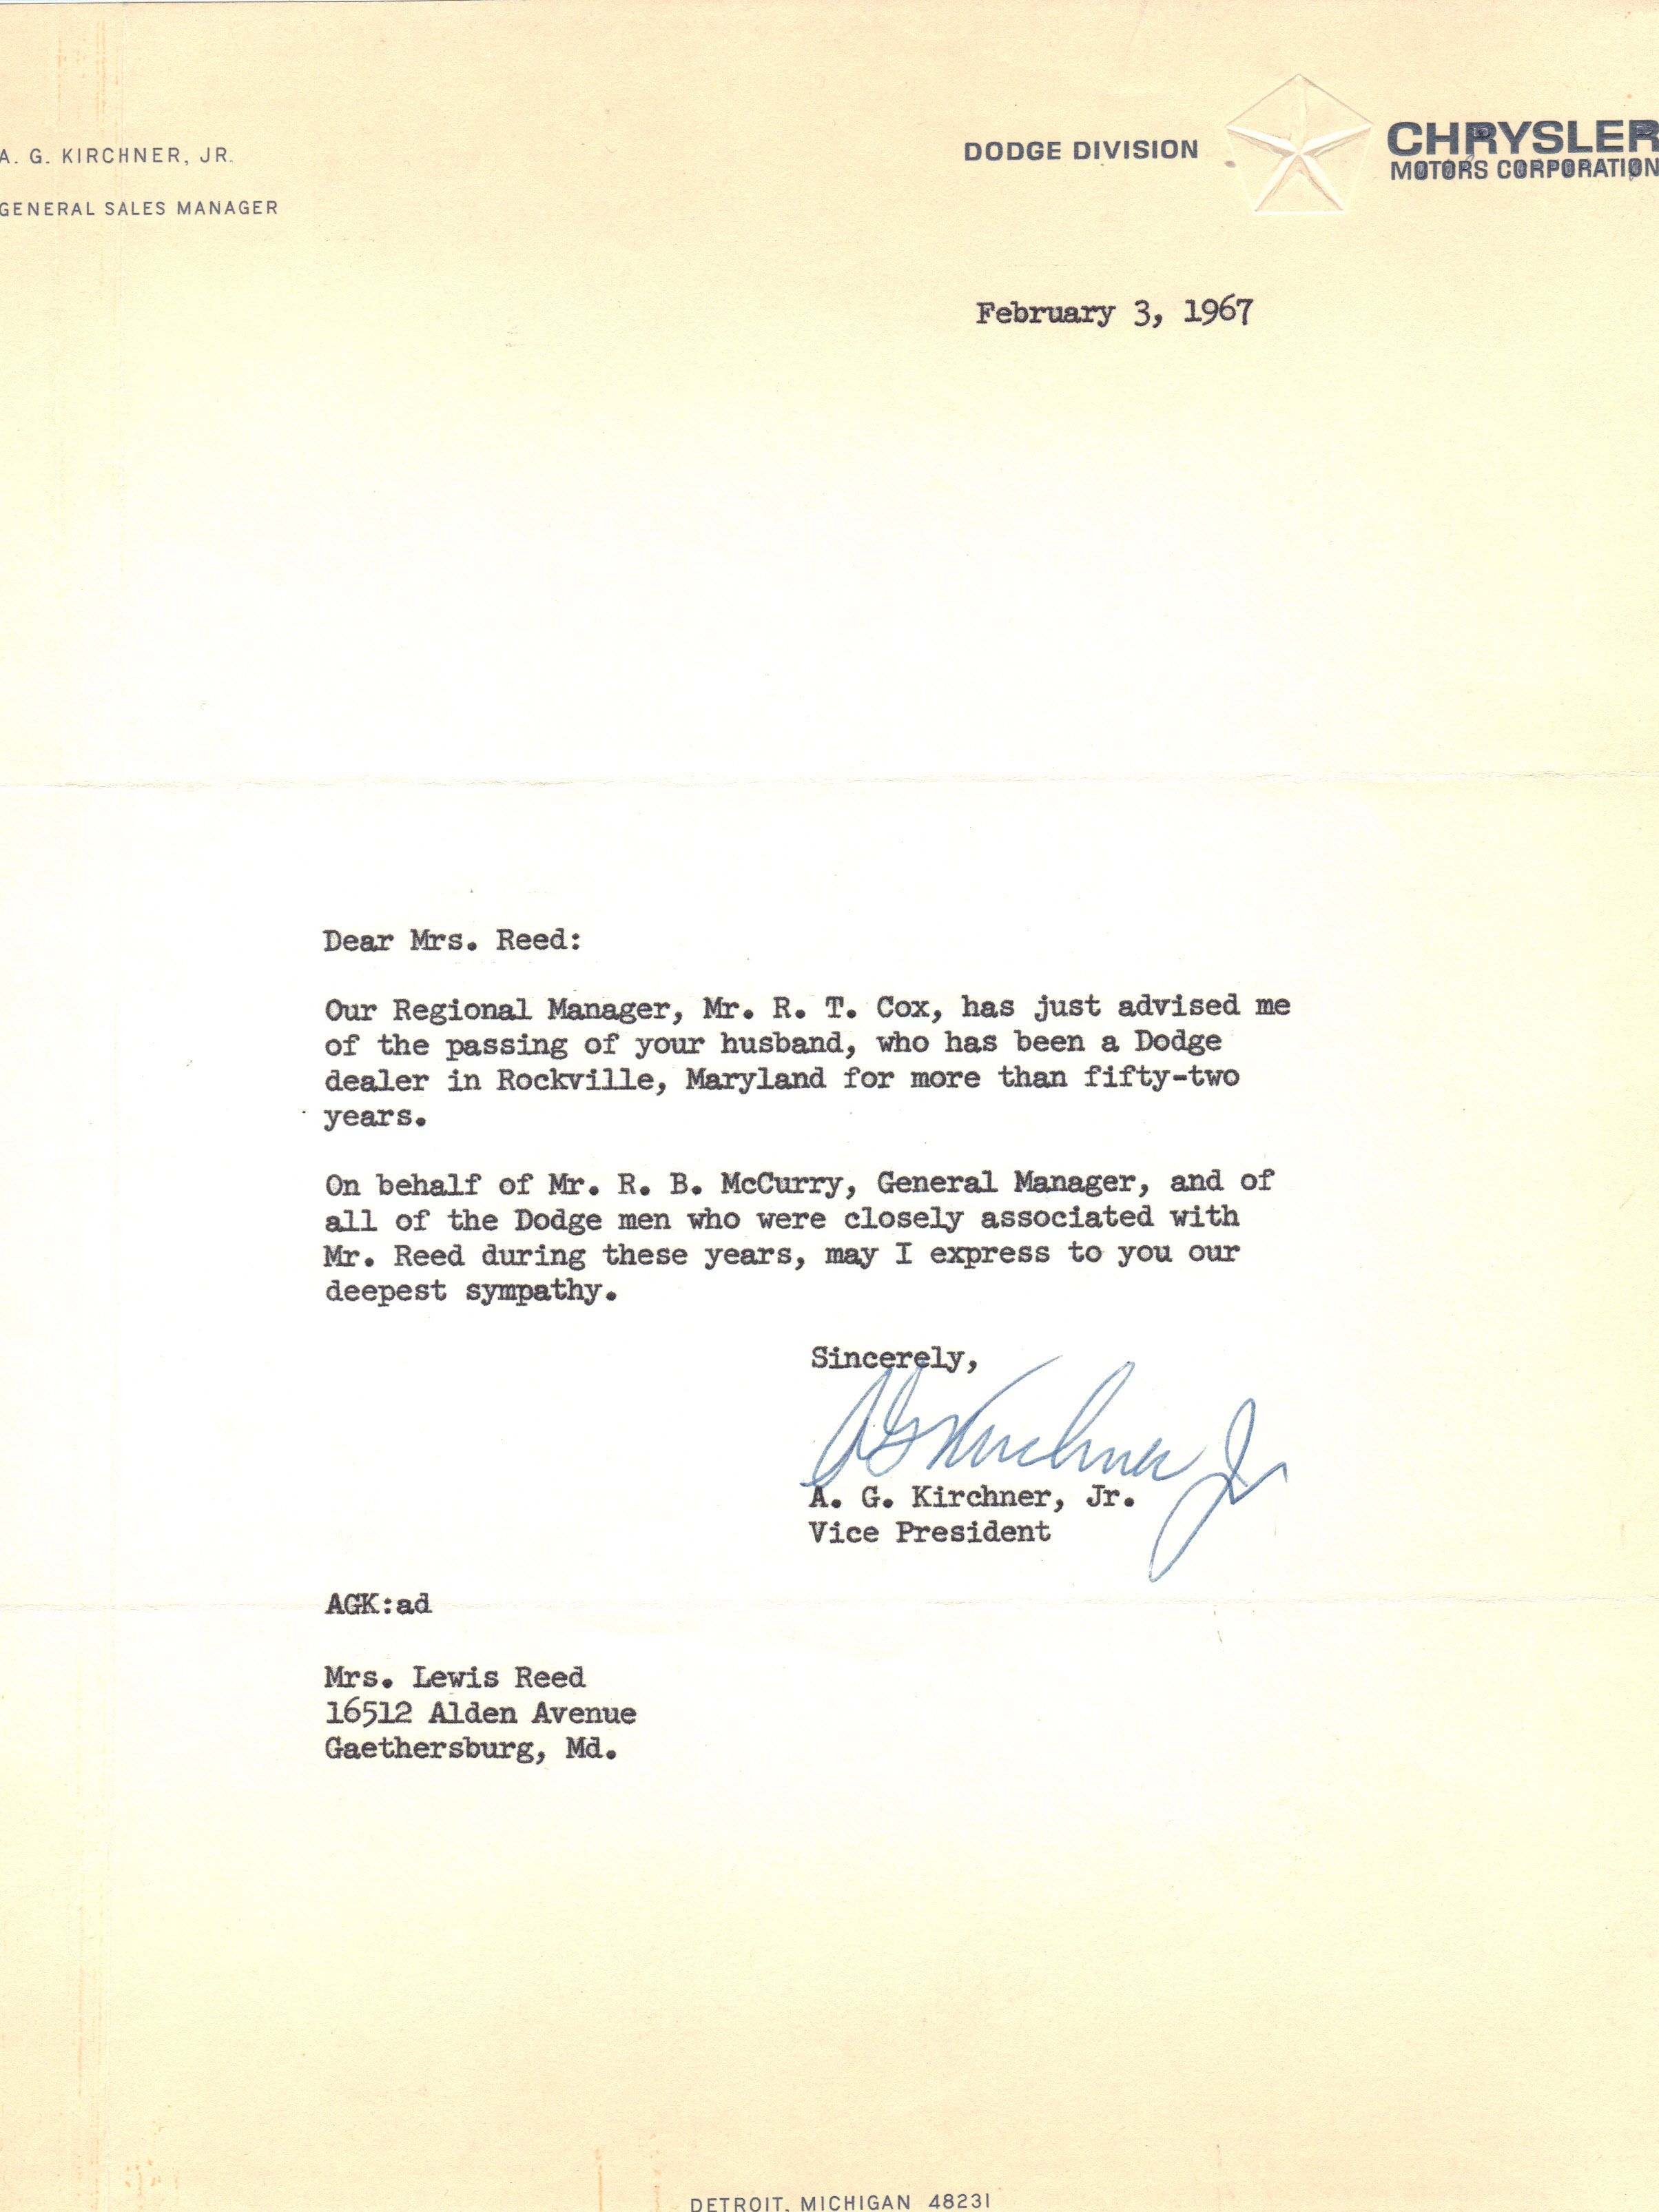 A. G. KIRCHNER, JR.
GENERAL SALES MANAGER
DODGE DIVISION
CHRYSLER
MOTORS CORPORATION
February 3, 1967
Dear Mrs. Reed:
Our Regional Manager, Mr. R. T. Cox, has just advised me
of the passing of your husband, who has been a Dodge
dealer in Rockville, Maryland for more than fifty-two
years.
On behalf of Mr. R. B. McCurry, General Manager, and of
all of the Dodge men who were closely associated with
Mr. Reed during these years, may I express to you our
deepest sympathy.
Sincerely,
AG Kirchner Jr
A. G. Kirchner, Jr.
Vice President
AGK:ad
Mrs. Lewis Reed
16512 Alden Avenue
Gaethersburg, Md.
DETROIT, MICHIGAN 48231